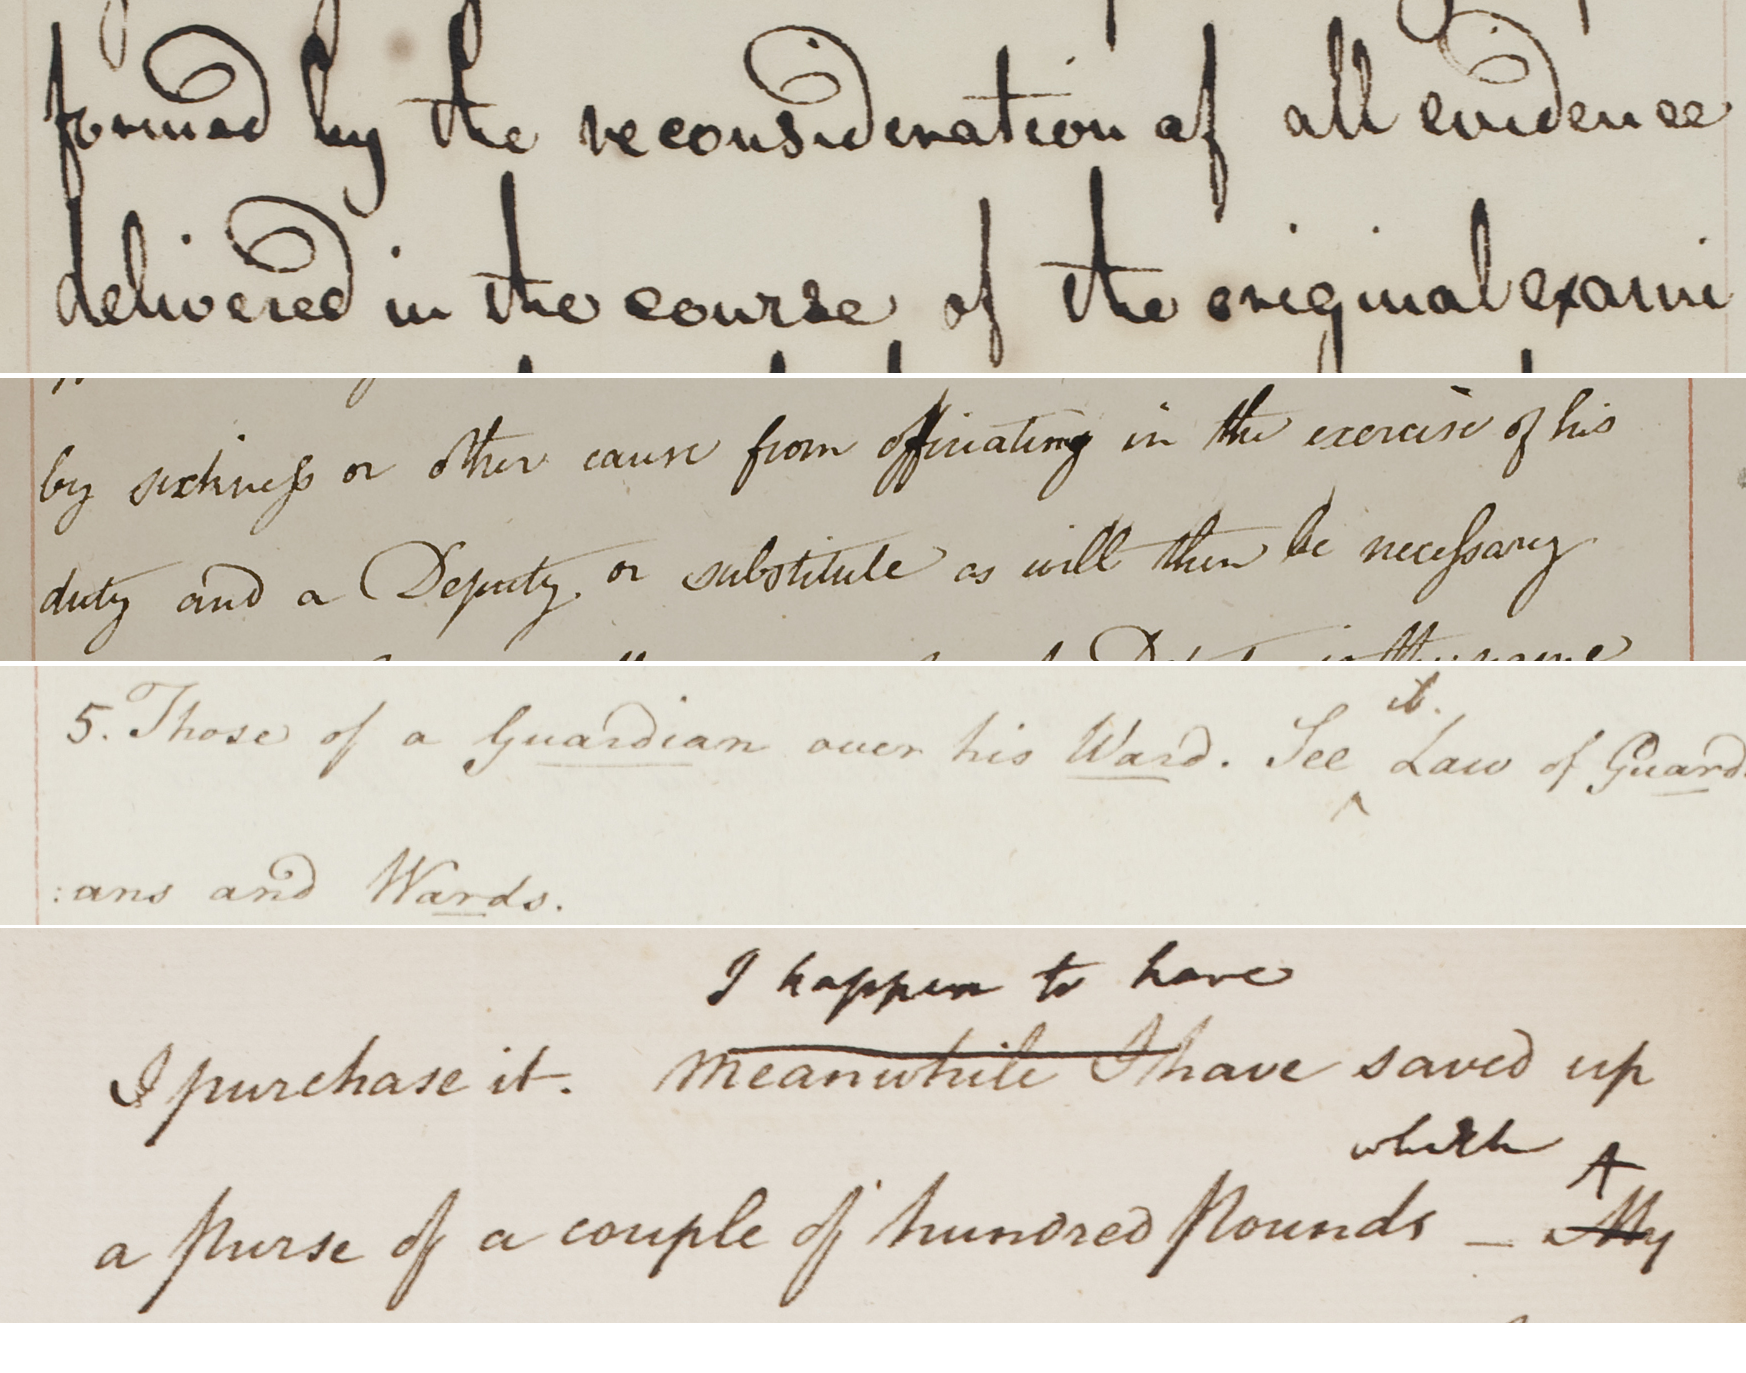 formed by the reconsideration of all evidence
delivered in the course of the original exami
by sickness or other cause from officiating in the exercise of his
duty and a Deputy or substitute as will then be necessary
it.
5. Those of a Guardian over his Ward. See ^ Law of Guard.
:ans and Wards.
I happen to have
I purchase it. Meanwhile I have saved up
which A
a purse of a couple of hundred Pounds — My